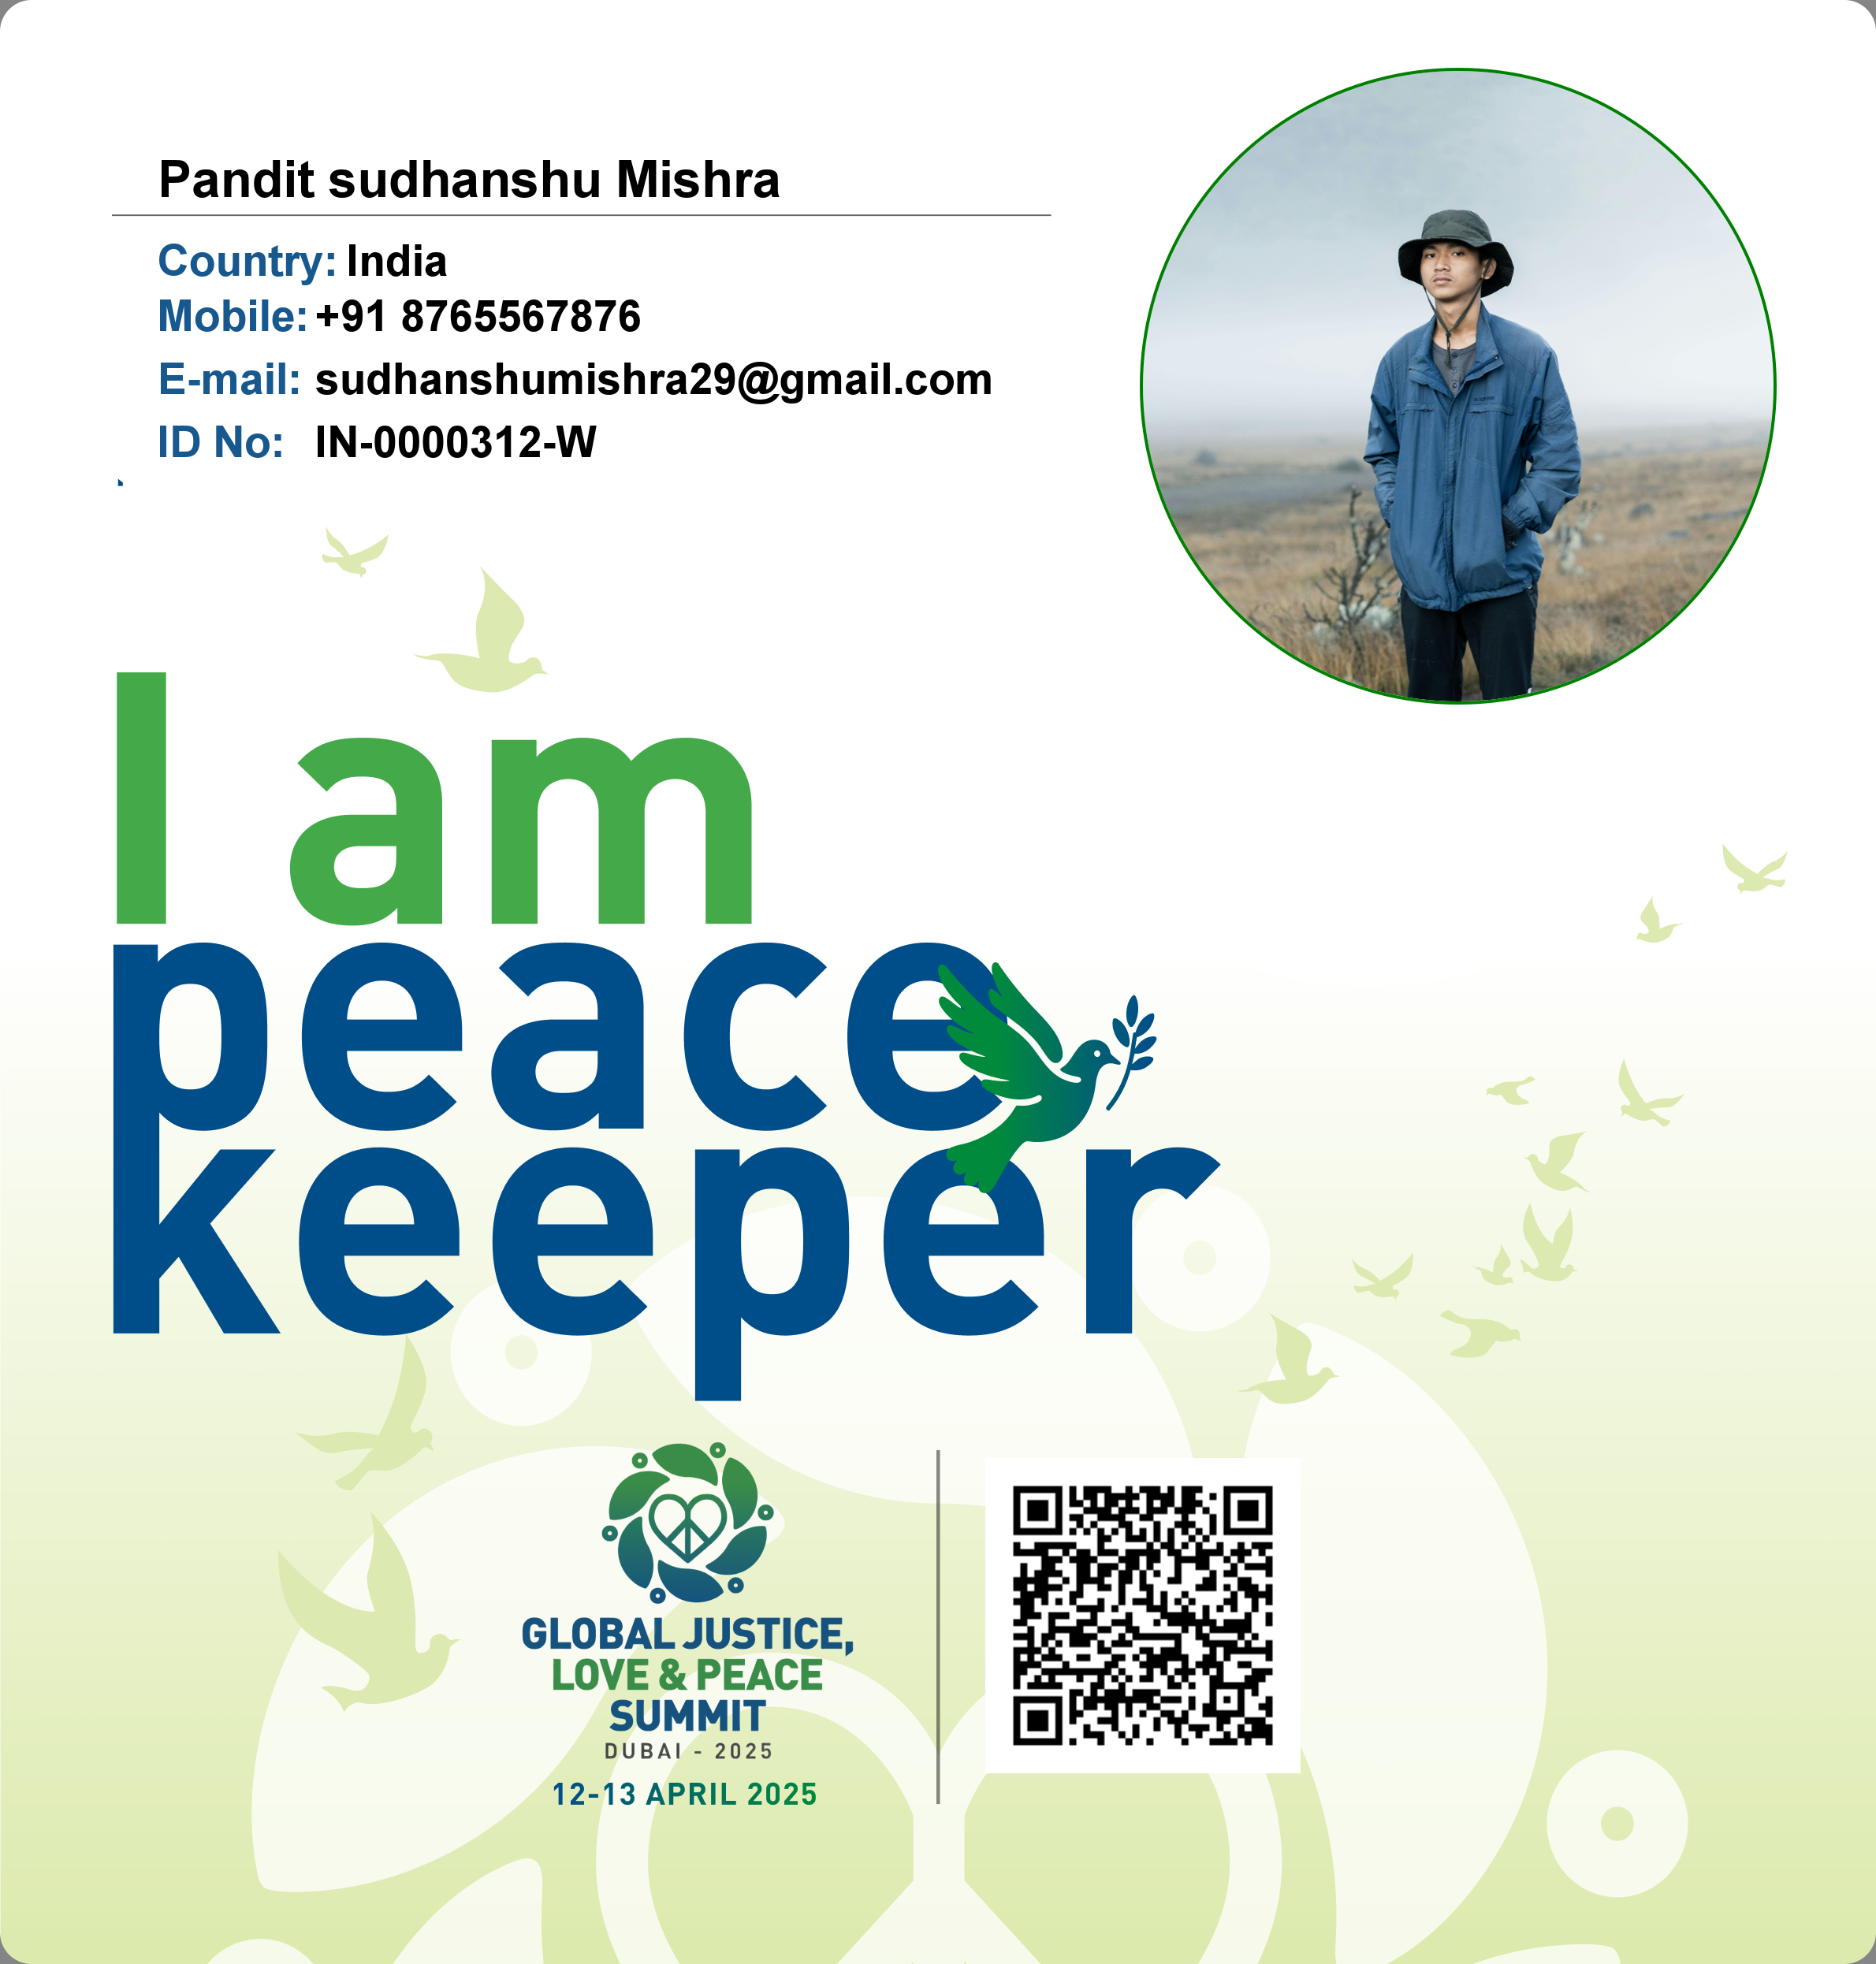 Pandit sudhanshu Mishra
Country: India
Mobile: +91 8765567876
E-mail: sudhanshumishra29@gmail.com
ID No: IN-0000312-W
I am
peace
keeper
GLOBAL JUSTICE,
LOVE & PEACE
SUMMIT
DUBAI - 2025
12-13 APRIL 2025